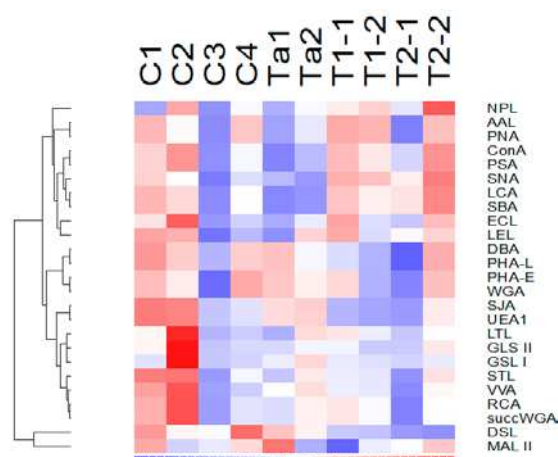 C1 C2 C3 C4 Ta1 Ta2 T1-1 T1-2 T2-1 T2-2
NPL
AAL
PNA
ConA
PSA
SNA
LCA
SBA
ECL
LEL
DBA
PHA-L
PHA-E
WGA
SJA
UEA1
LTL
GLS II
GSL I
STL
VVA
RCA
succWGA
DSL
MAL II